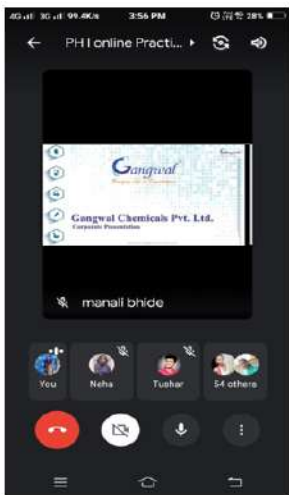 4G 3G 99.4K/s 3:56 PM 28%
PH I online Practi...
Gangwal
Gangwal Chemicals Pvt. Ltd.
Corporate Presentation
manali bhide
You Neha Tushar 54 others